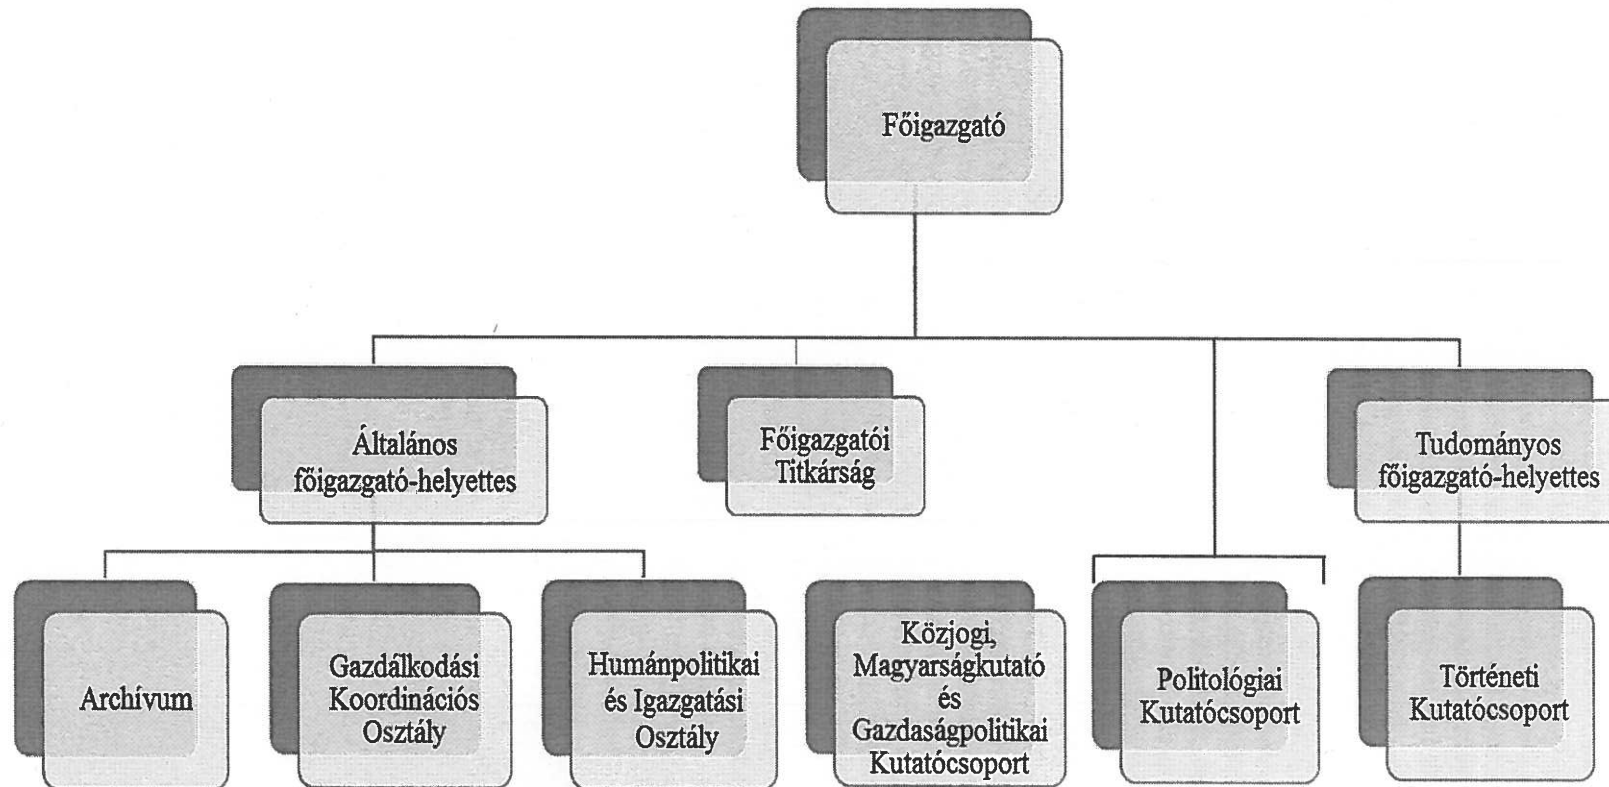 Főigazgató
Általános
főigazgató-helyettes
Főigazgatói
Titkárság
Tudományos
főigazgató-helyettes
Archívum
Gazdálkodási
Koordinációs
Osztály
Humánpolitikai
és Igazgatási
Osztály
Közjogi,
Magyarságkutató
és
Gazdaságpolitikai
Kutatócsoport
Politológiai
Kutatócsoport
Történeti
Kutatócsoport